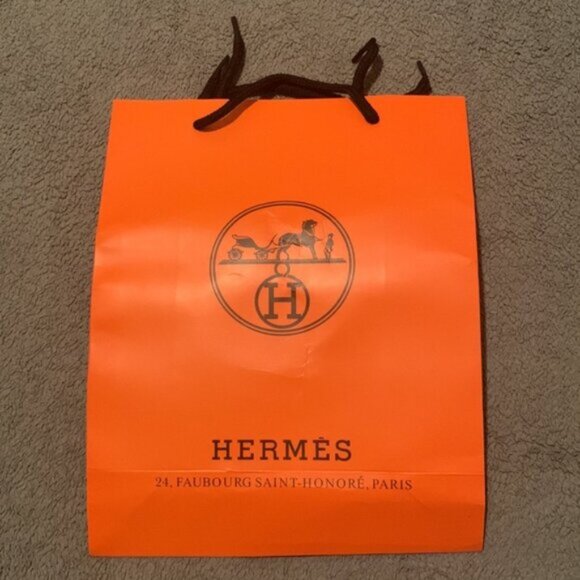 H
HERMÈS
24, FAUBOURG SAINT-HONORÉ, PARIS